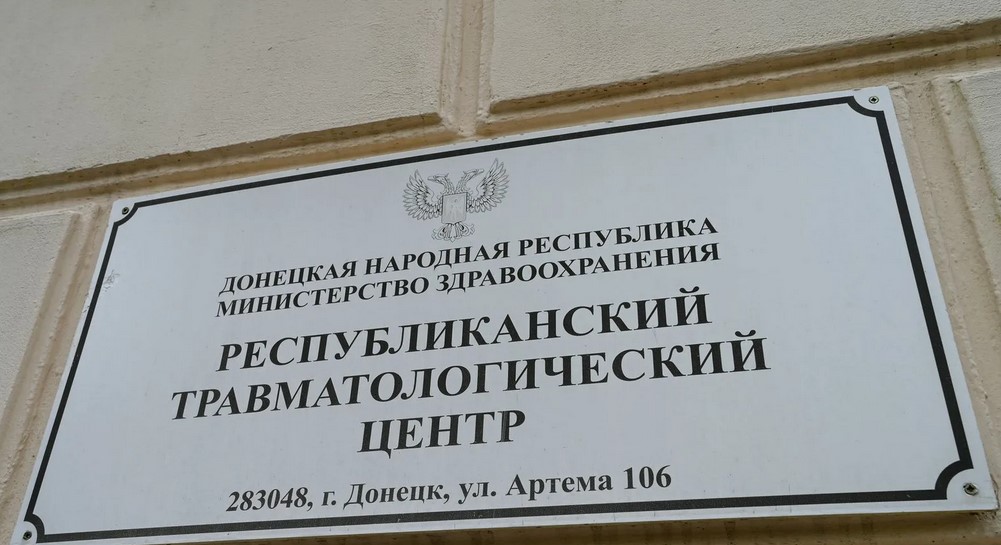 ДОНЕЦКАЯ НАРОДНАЯ РЕСПУБЛИКА
МИНИСТЕРСТВО ЗДРАВООХРАНЕНИЯ
РЕСПУБЛИКАНСКИЙ
ТРАВМАТОЛОГИЧЕСКИЙ
ЦЕНТР
283048, г. Донецк, ул. Артема 106